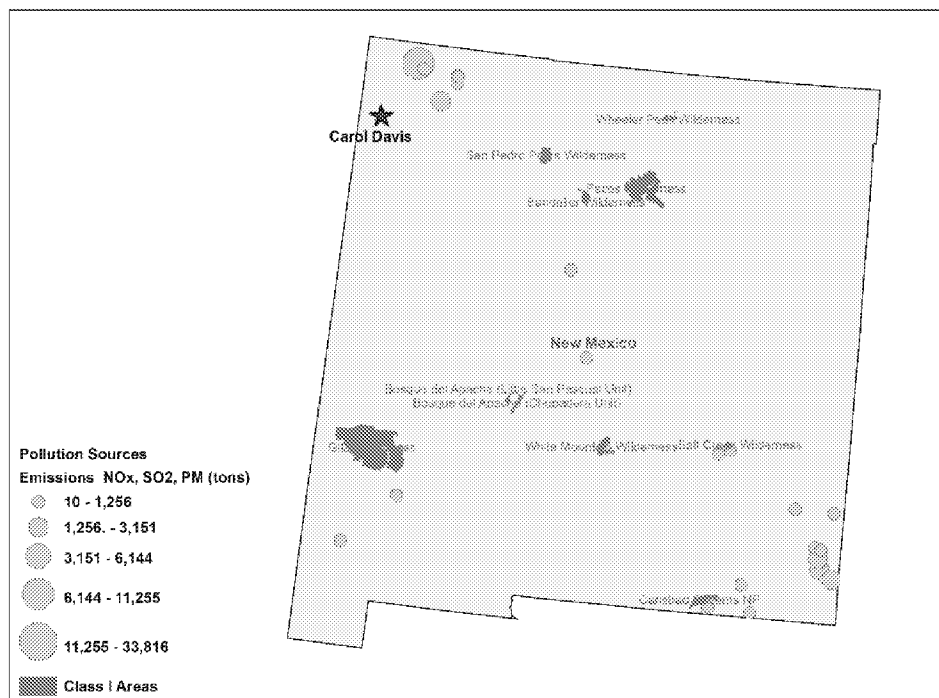 Carol Davis
Wheeler Peak Wilderness
San Pedro Parks Wilderness
Pecos Wilderness
Bandelier Wilderness
New Mexico
Bosque del Apache (Little San Pascual Unit)
Bosque del Apache (Chupadera Unit)
White Mountain Wilderness
Salt Creek Wilderness
Carlsbad Caverns NP
Pollution Sources
Emissions NOx, SO2, PM (tons)
10 - 1,256
1,256. - 3,151
3,151 - 6,144
6,144 - 11,255
11,255 - 33,816
Class I Areas